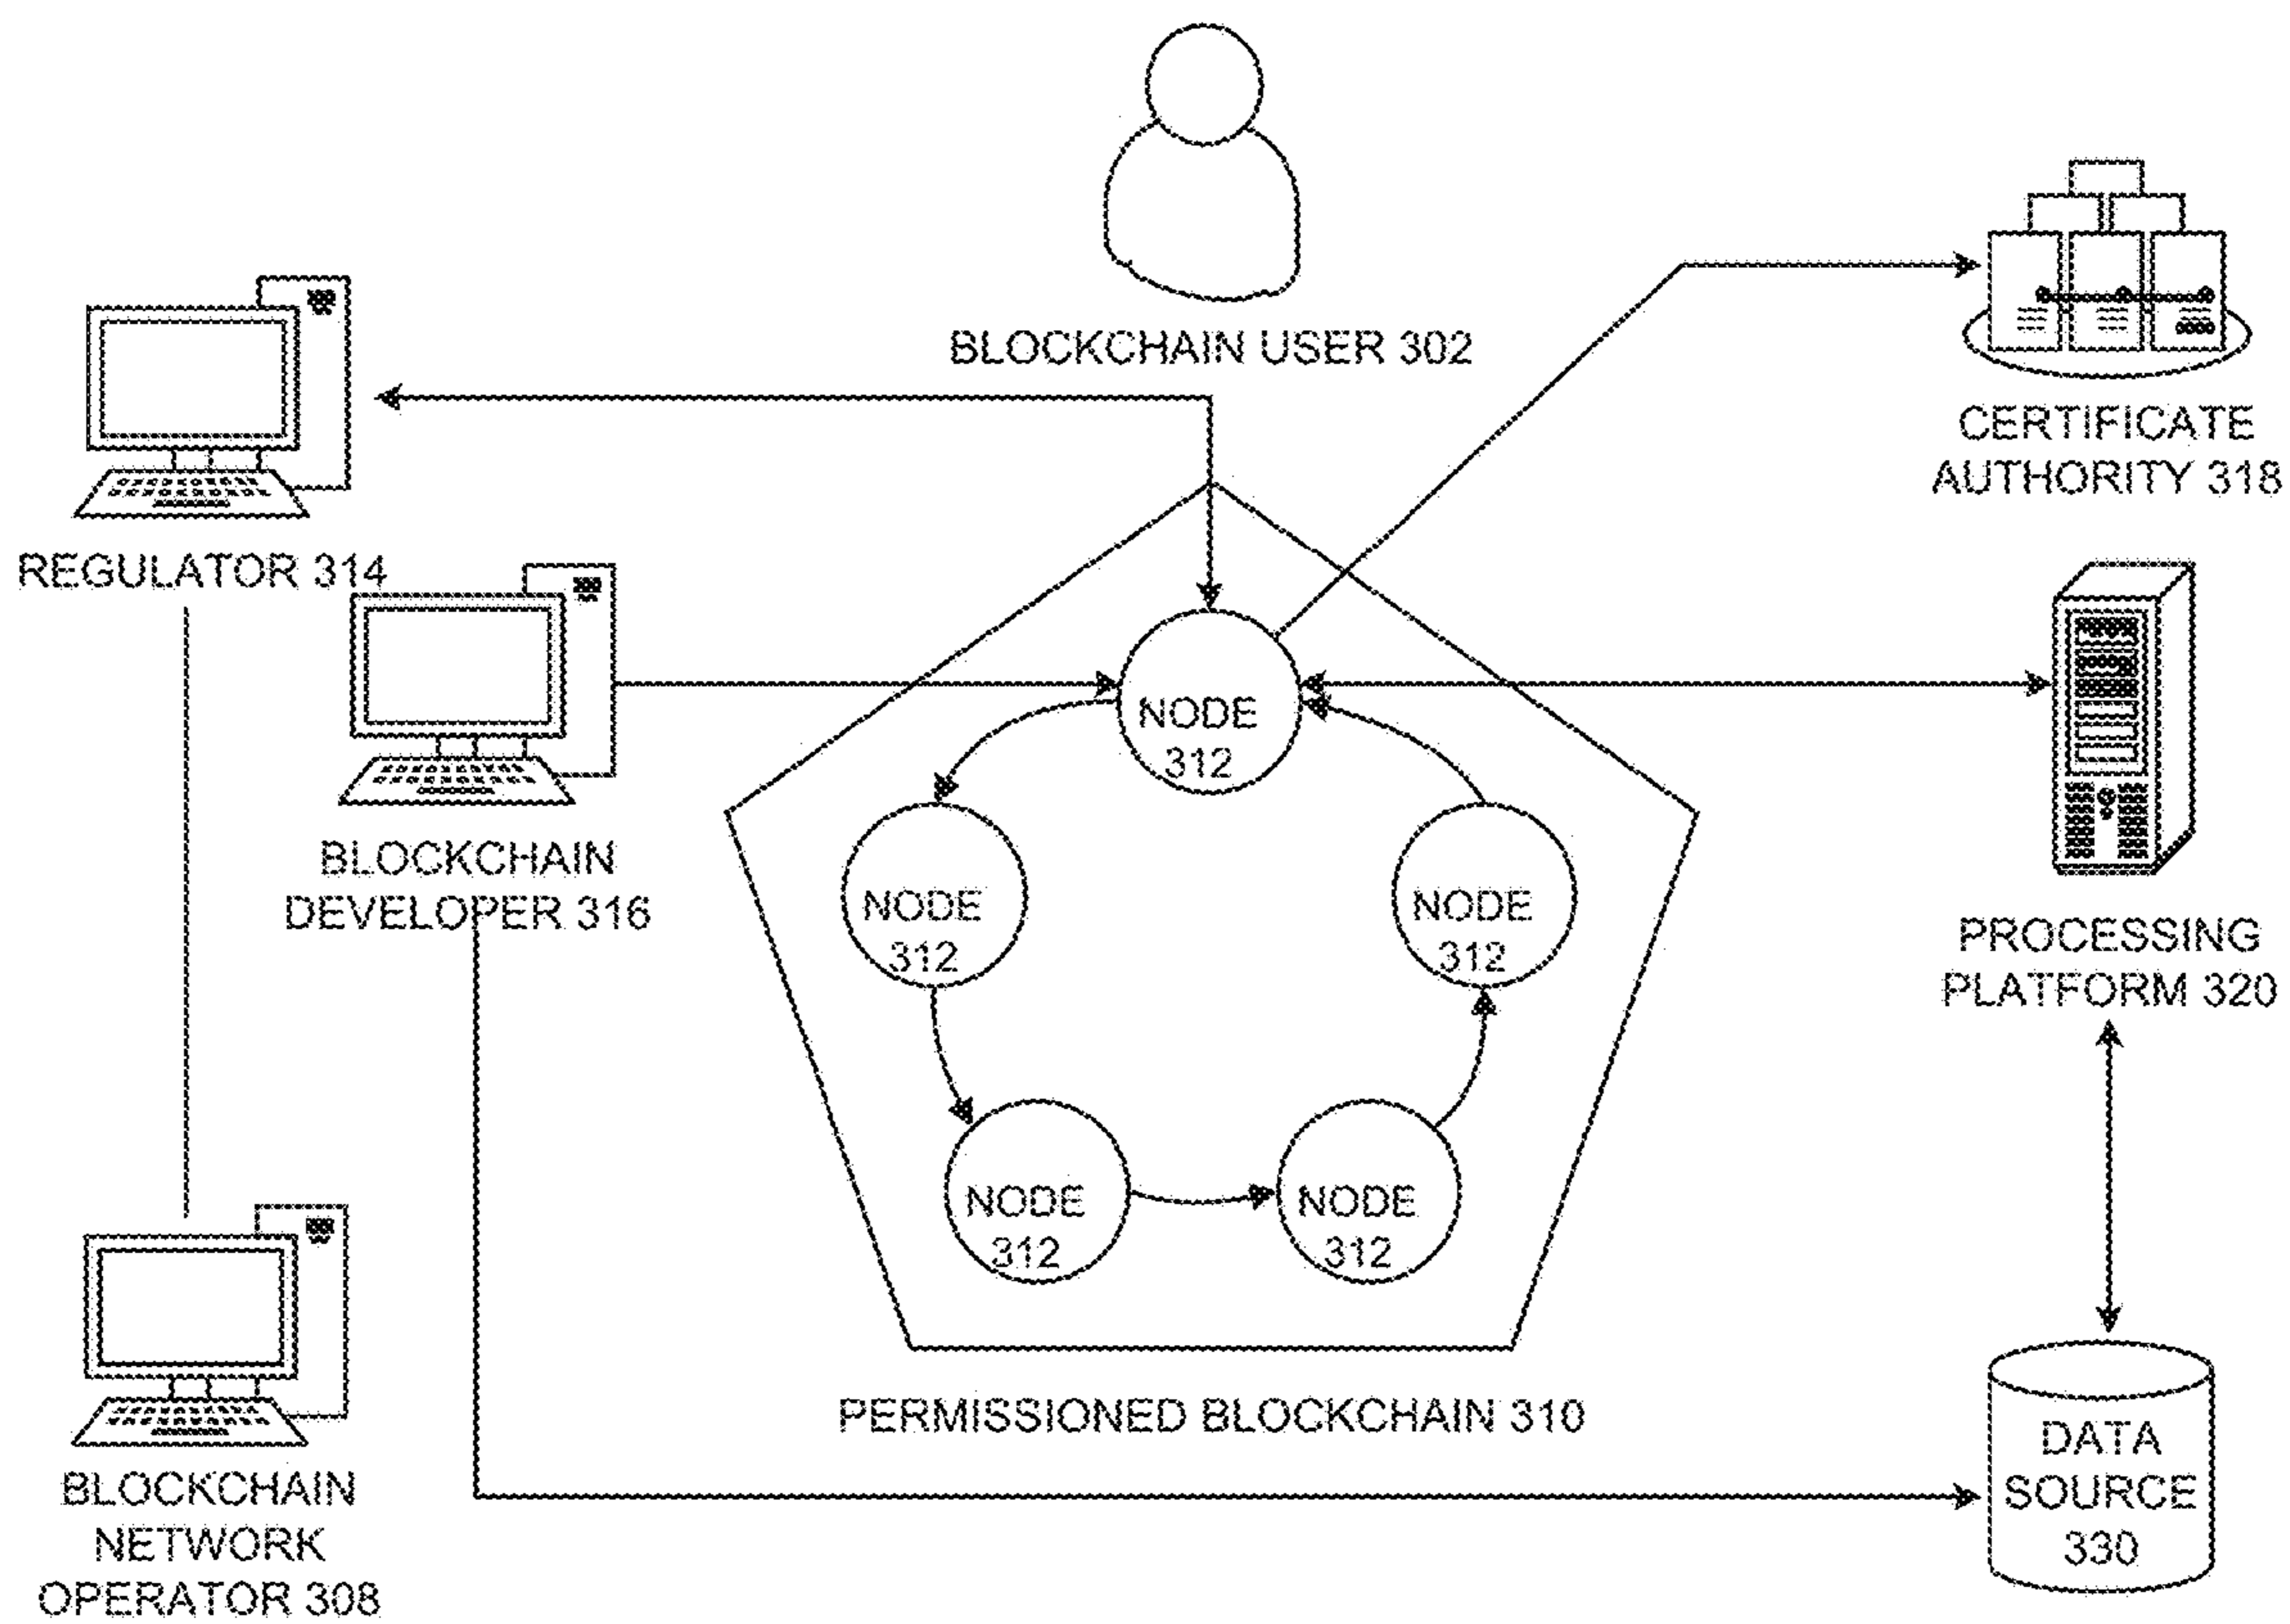 BLOCKCHAIN USER 302
CERTIFICATE
AUTHORITY 318
REGULATOR 314
BLOCKCHAIN
DEVELOPER 316
NODE
312
NODE
312
NODE
312
NODE
312
NODE
312
PROCESSING
PLATFORM 320
PERMISSIONED BLOCKCHAIN 310
BLOCKCHAIN
NETWORK
OPERATOR 308
DATA
SOURCE
330